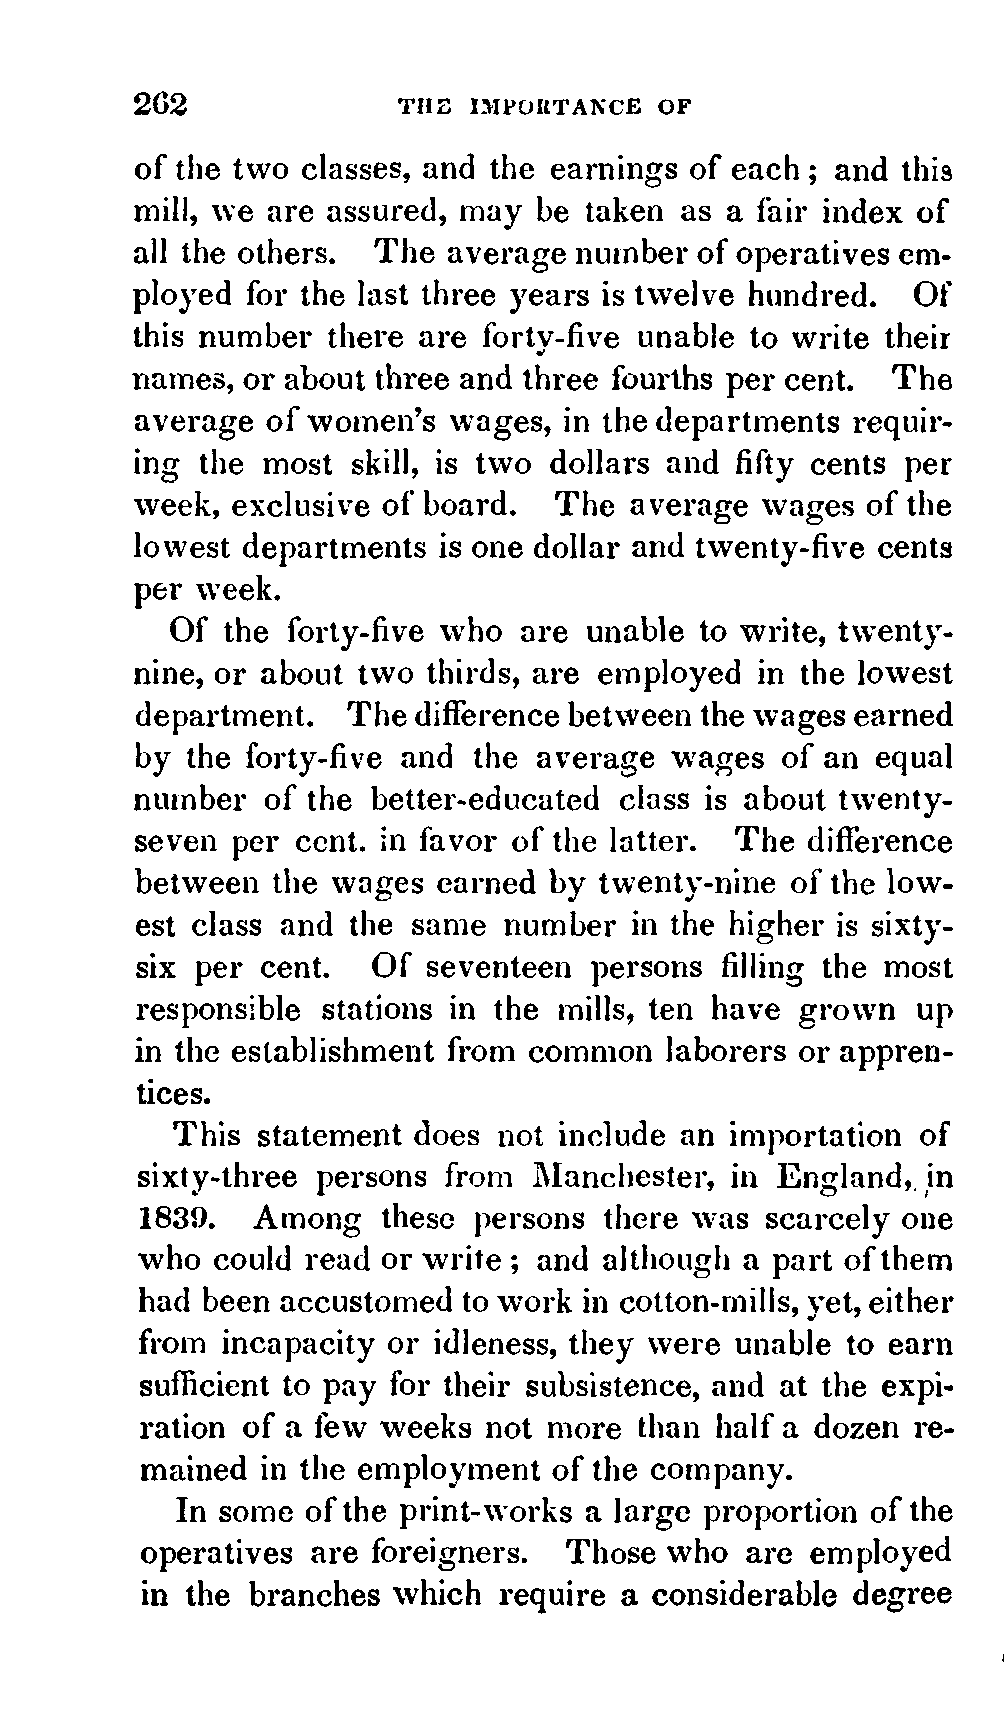 262 THE IMPORTANCE OF
of the two classes, and the earnings of each ; and this
mill, we are assured, may be taken as a fair index of
all the others. The average number of operatives em-
ployed for the last three years is twelve hundred. Of
this number there are forty-five unable to write their
names, or about three and three fourths per cent. The
average of women's wages, in the departments requir-
ing the most skill, is two dollars and fifty cents per
week, exclusive of board. The average wages of the
lowest departments is one dollar and twenty-five cents
per week.
Of the forty-five who are unable to write, twenty-
nine, or about two thirds, are employed in the lowest
department. The difference between the wages earned
by the forty-five and the average wages of an equal
number of the better-educated class is about twenty-
seven per cent. in favor of the latter. The difference
between the wages earned by twenty-nine of the low-
est class and the same number in the higher is sixty-
six per cent. Of seventeen persons filling the most
responsible stations in the mills, ten have grown up
in the establishment from common laborers or appren-
tices.
This statement does not include an importation of
sixty-three persons from Manchester, in England, in
1839. Among these persons there was scarcely one
who could read or write ; and although a part of them
had been accustomed to work in cotton-mills, yet, either
from incapacity or idleness, they were unable to earn
sufficient to pay for their subsistence, and at the expi-
ration of a few weeks not more than half a dozen re-
mained in the employment of the company.
In some of the print-works a large proportion of the
operatives are foreigners. Those who are employed
in the branches which require a considerable degree